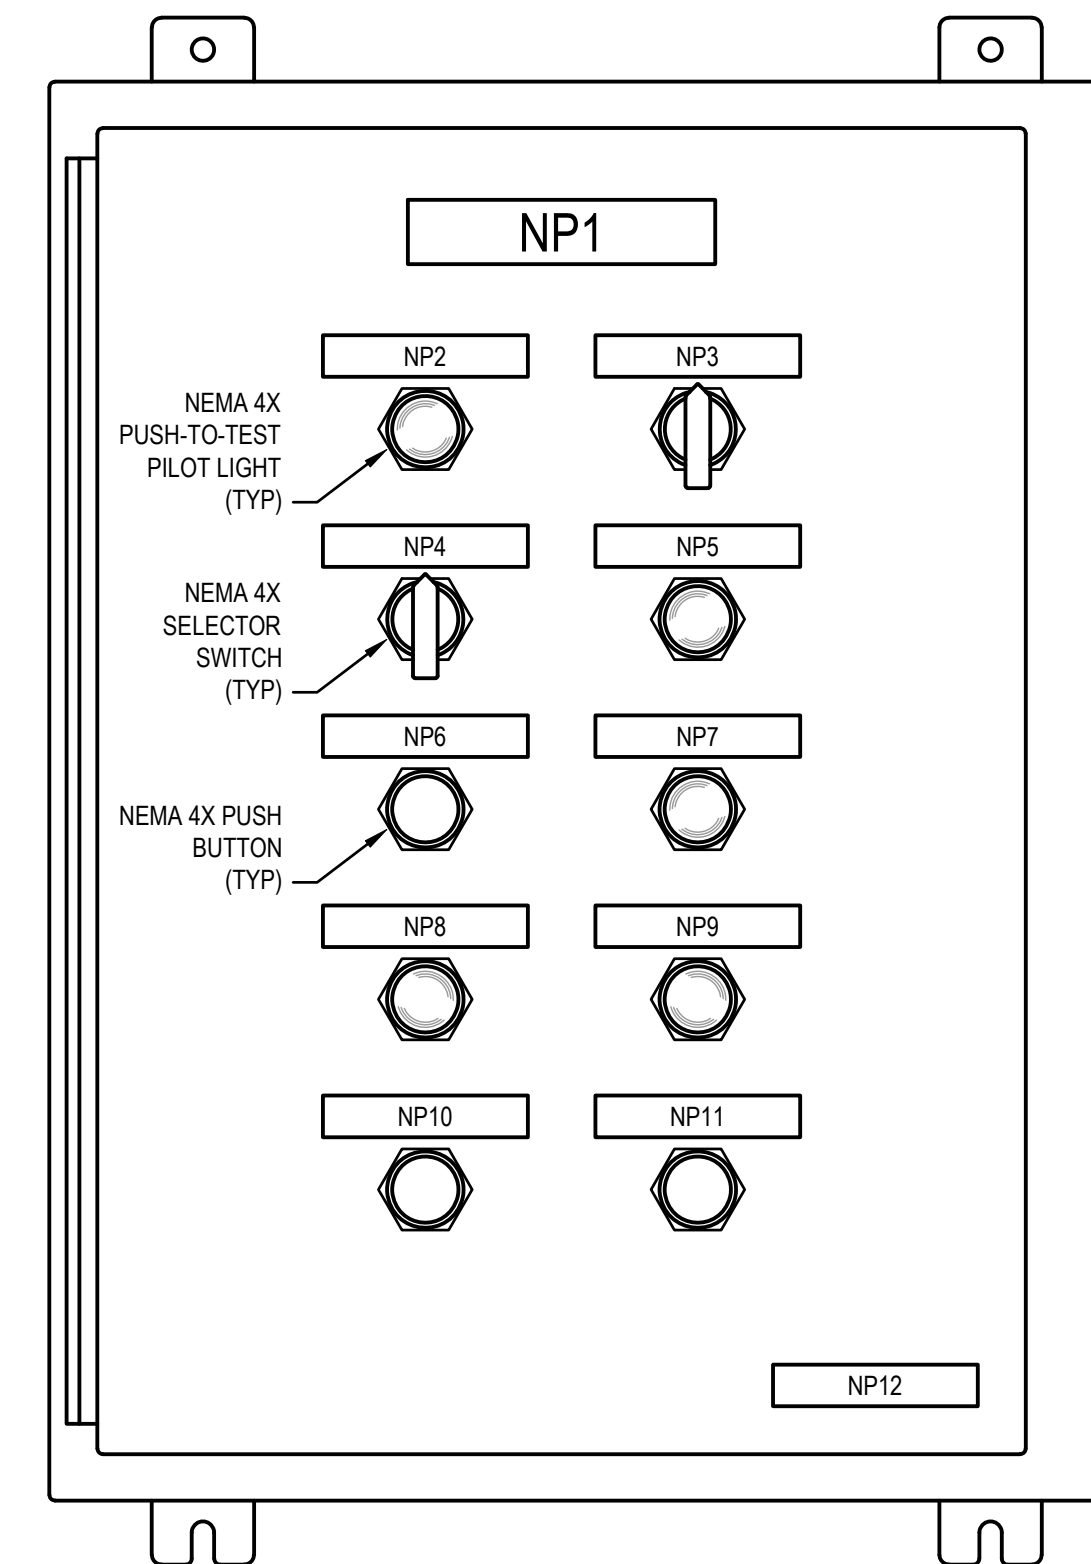 NP1
NP2
NP3
NEMA 4X
PUSH-TO-TEST
PILOT LIGHT
(TYP)
NP4
NP5
NEMA 4X
SELECTOR
SWITCH
(TYP)
NP6
NP7
NEMA 4X PUSH
BUTTON
(TYP)
NP8
NP9
NP10
NP11
NP12